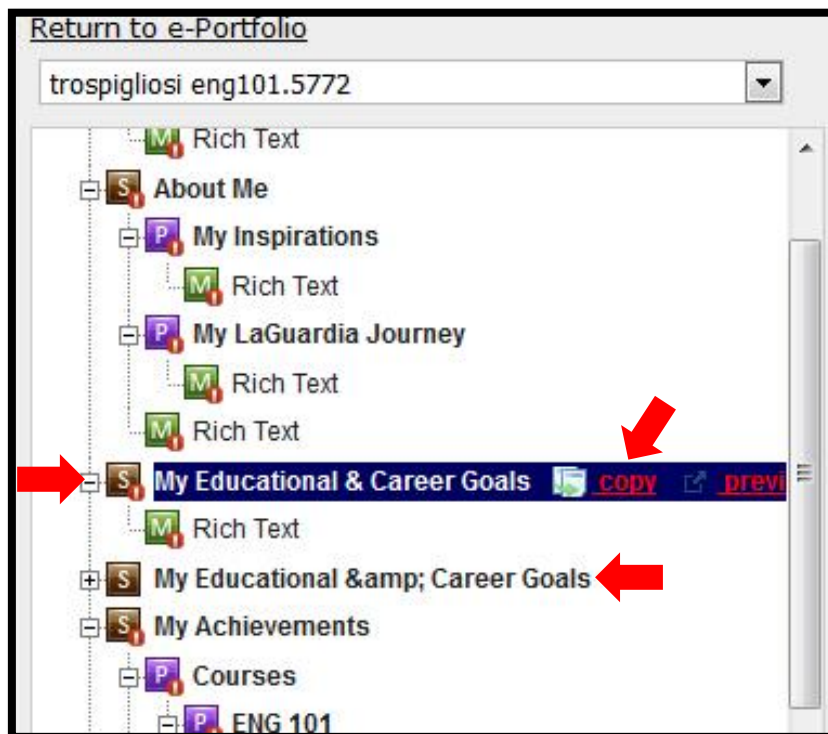 Return to e-Portfolio
trospigliosi eng101.5772
M Rich Text
S About Me
P My Inspirations
M Rich Text
P My LaGuardia Journey
M Rich Text
M Rich Text
S My Educational & Career Goals copy previ
M Rich Text
S My Educational &amp; Career Goals
S My Achievements
P Courses
P ENG 101